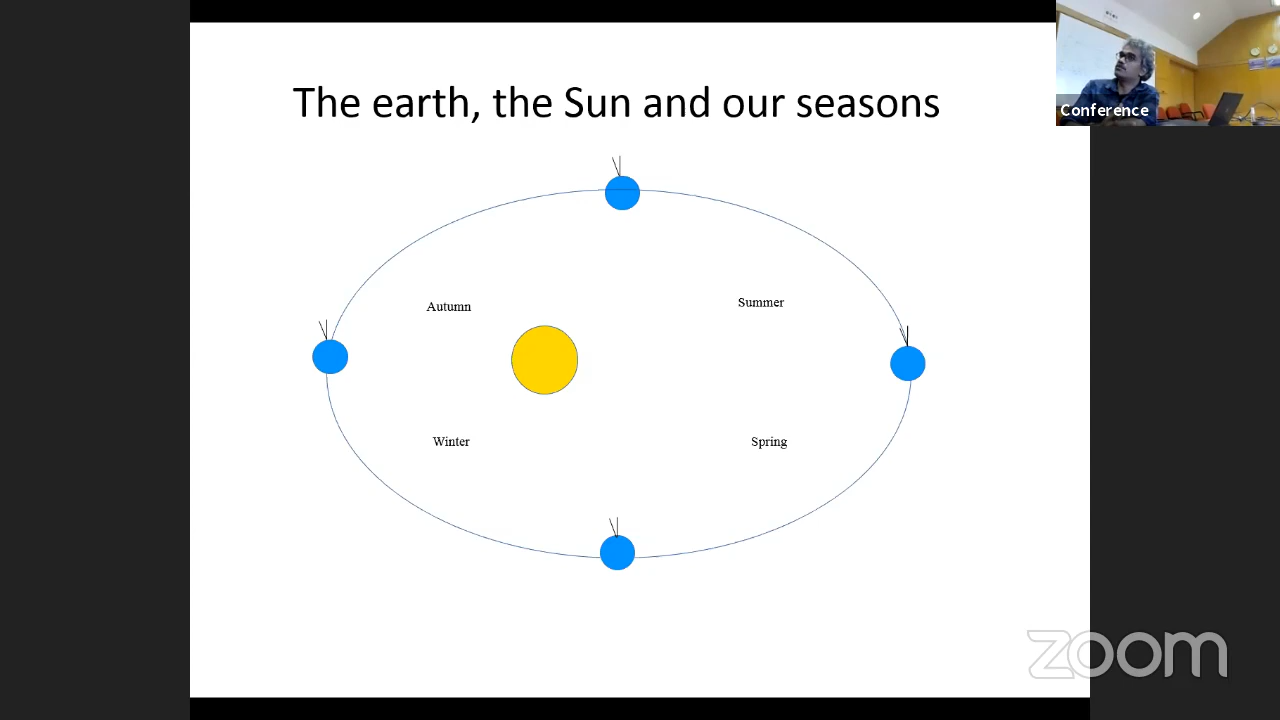 The earth, the Sun and our seasons
Conference
Autumn
Summer
Winter
Spring
zoom